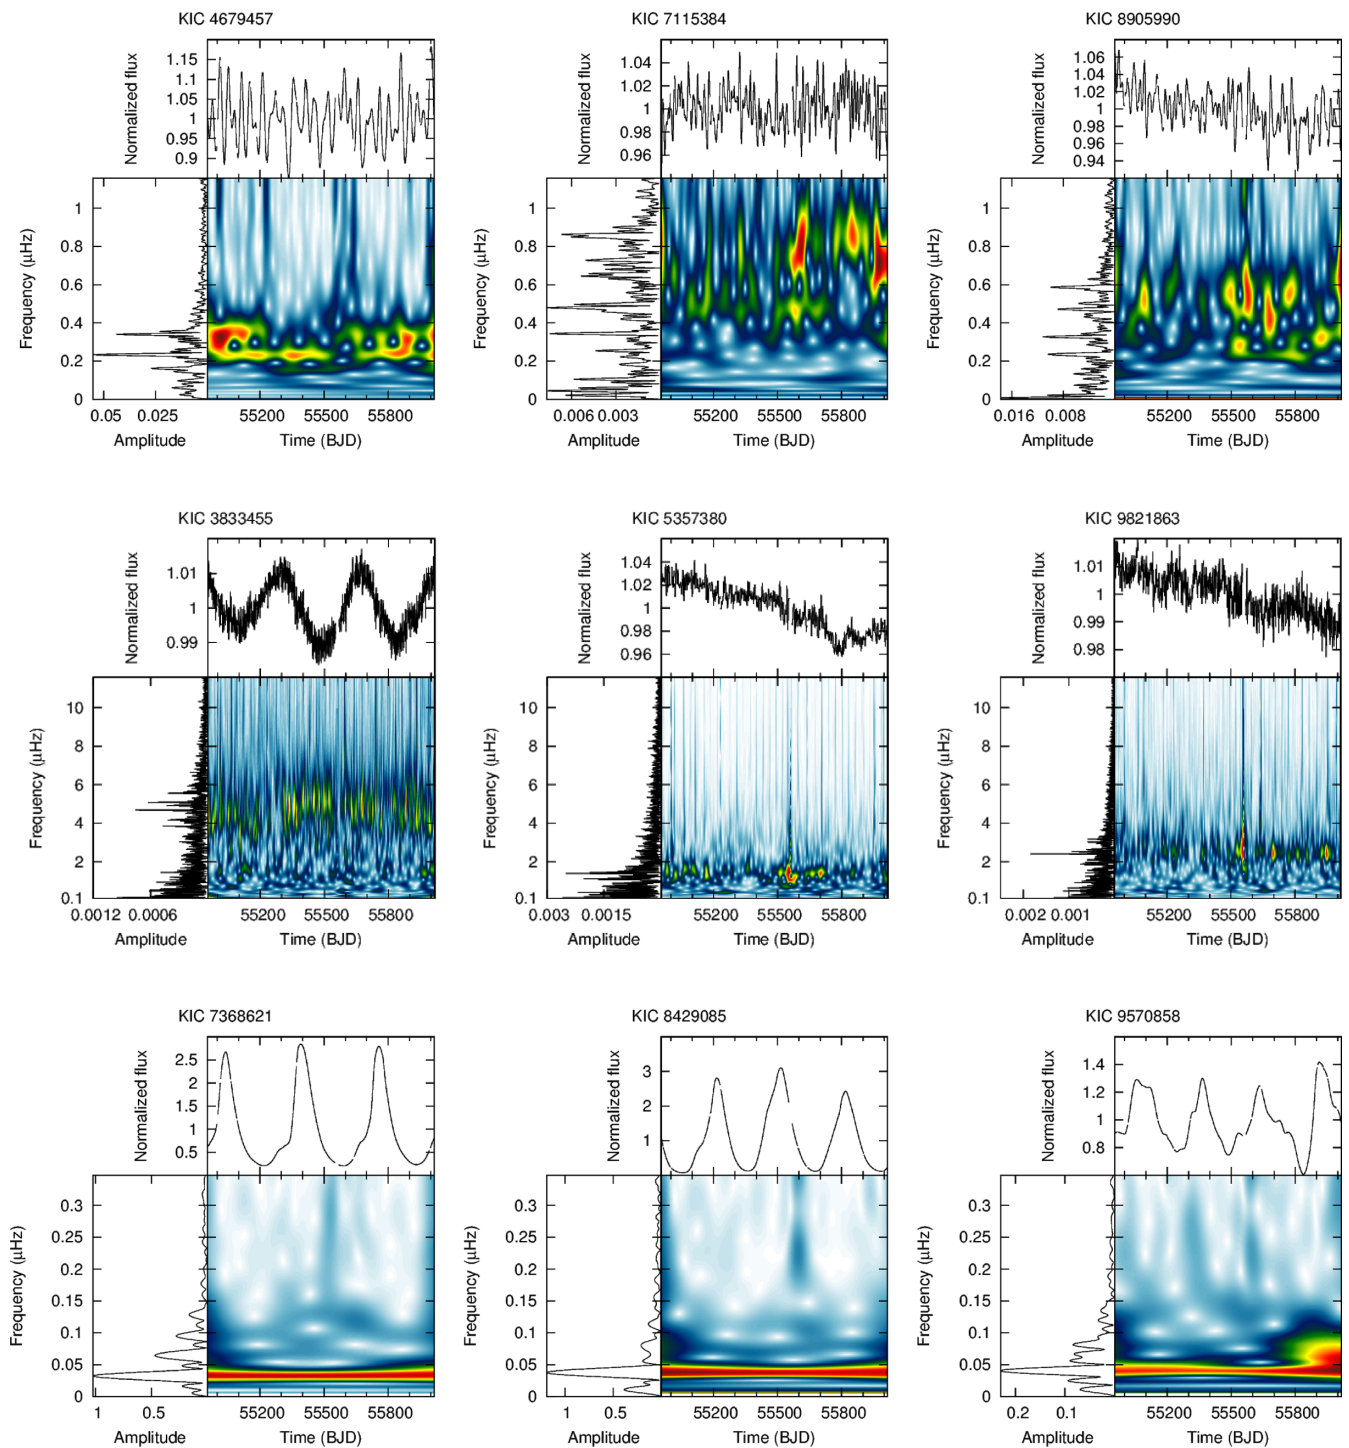 KIC 4679457
Normalized flux
1.15
1.1
1.05
1
0.95
0.9
Frequency (μHz)
1
0.8
0.6
0.4
0.2
0
0.05 0.025
55200 55500 55800
Amplitude
Time (BJD)
KIC 7115384
Normalized flux
1.04
1.02
1
0.98
0.96
Frequency (μHz)
1
0.8
0.6
0.4
0.2
0
0.006 0.003
55200 55500 55800
Amplitude
Time (BJD)
KIC 8905990
Normalized flux
1.06
1.04
1.02
1
0.98
0.96
0.94
Frequency (μHz)
1
0.8
0.6
0.4
0.2
0
0.016 0.008
55200 55500 55800
Amplitude
Time (BJD)
KIC 3833455
Normalized flux
1.01
1
0.99
Frequency (μHz)
10
8
6
4
2
0.1
0.0012 0.0006
55200 55500 55800
Amplitude
Time (BJD)
KIC 5357380
Normalized flux
1.04
1.02
1
0.98
0.96
Frequency (μHz)
10
8
6
4
2
0.1
0.003 0.0015
55200 55500 55800
Amplitude
Time (BJD)
KIC 9821863
Normalized flux
1.01
1
0.99
0.98
Frequency (μHz)
10
8
6
4
2
0.1
0.002 0.001
55200 55500 55800
Amplitude
Time (BJD)
KIC 7368621
Normalized flux
2.5
2
1.5
1
0.5
Frequency (μHz)
0.3
0.25
0.2
0.15
0.1
0.05
0
1 0.5
55200 55500 55800
Amplitude
Time (BJD)
KIC 8429085
Normalized flux
3
2
1
Frequency (μHz)
0.3
0.25
0.2
0.15
0.1
0.05
0
1 0.5
55200 55500 55800
Amplitude
Time (BJD)
KIC 9570858
Normalized flux
1.4
1.2
1
0.8
Frequency (μHz)
0.3
0.25
0.2
0.15
0.1
0.05
0
0.2 0.1
55200 55500 55800
Amplitude
Time (BJD)